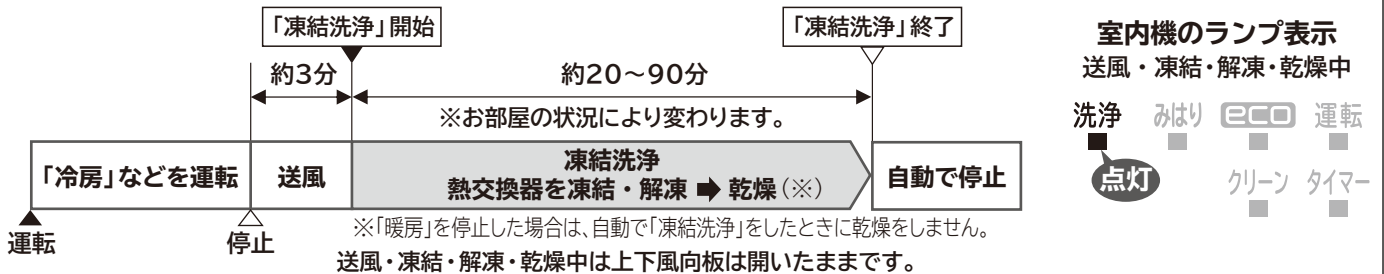 「凍結洗浄」開始
「凍結洗浄」終了
約3分
約20～90分
※お部屋の状況により変わります。
「冷房」などを運転
送風
凍結洗浄
熱交換器を凍結・解凍 ➡ 乾燥(※)
自動で停止
運転
停止
※「暖房」を停止した場合は、自動で「凍結洗浄」をしたときに乾燥をしません。
送風・凍結・解凍・乾燥中は上下風向板は開いたままです。
室内機のランプ表示
送風・凍結・解凍・乾燥中
洗浄 みはり eco 運転
点灯
クリーン タイマー